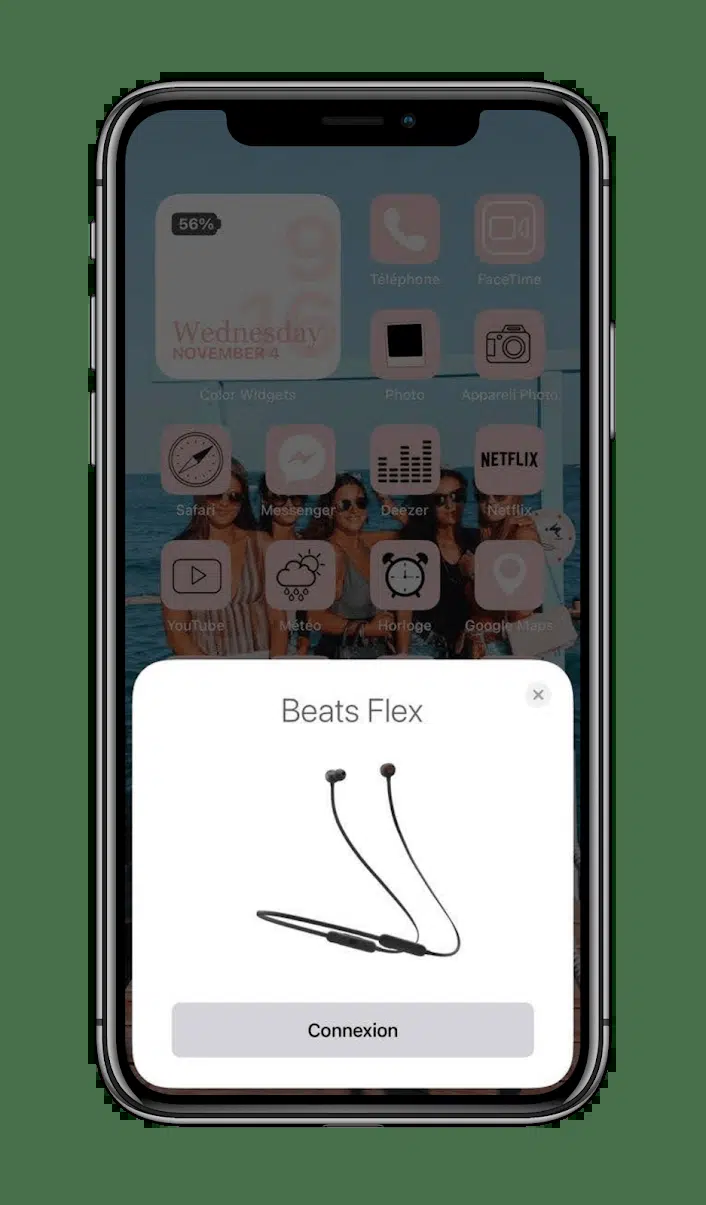 56%
9
16
Wednesday
NOVEMBER 4
Color Widgets
Téléphone
FaceTime
Photo
Appareil Photo
NETFLIX
Safari
Messenger
Deezer
Netflix
YouTube
Météo
Horloge
Google Maps
Beats Flex
Connexion